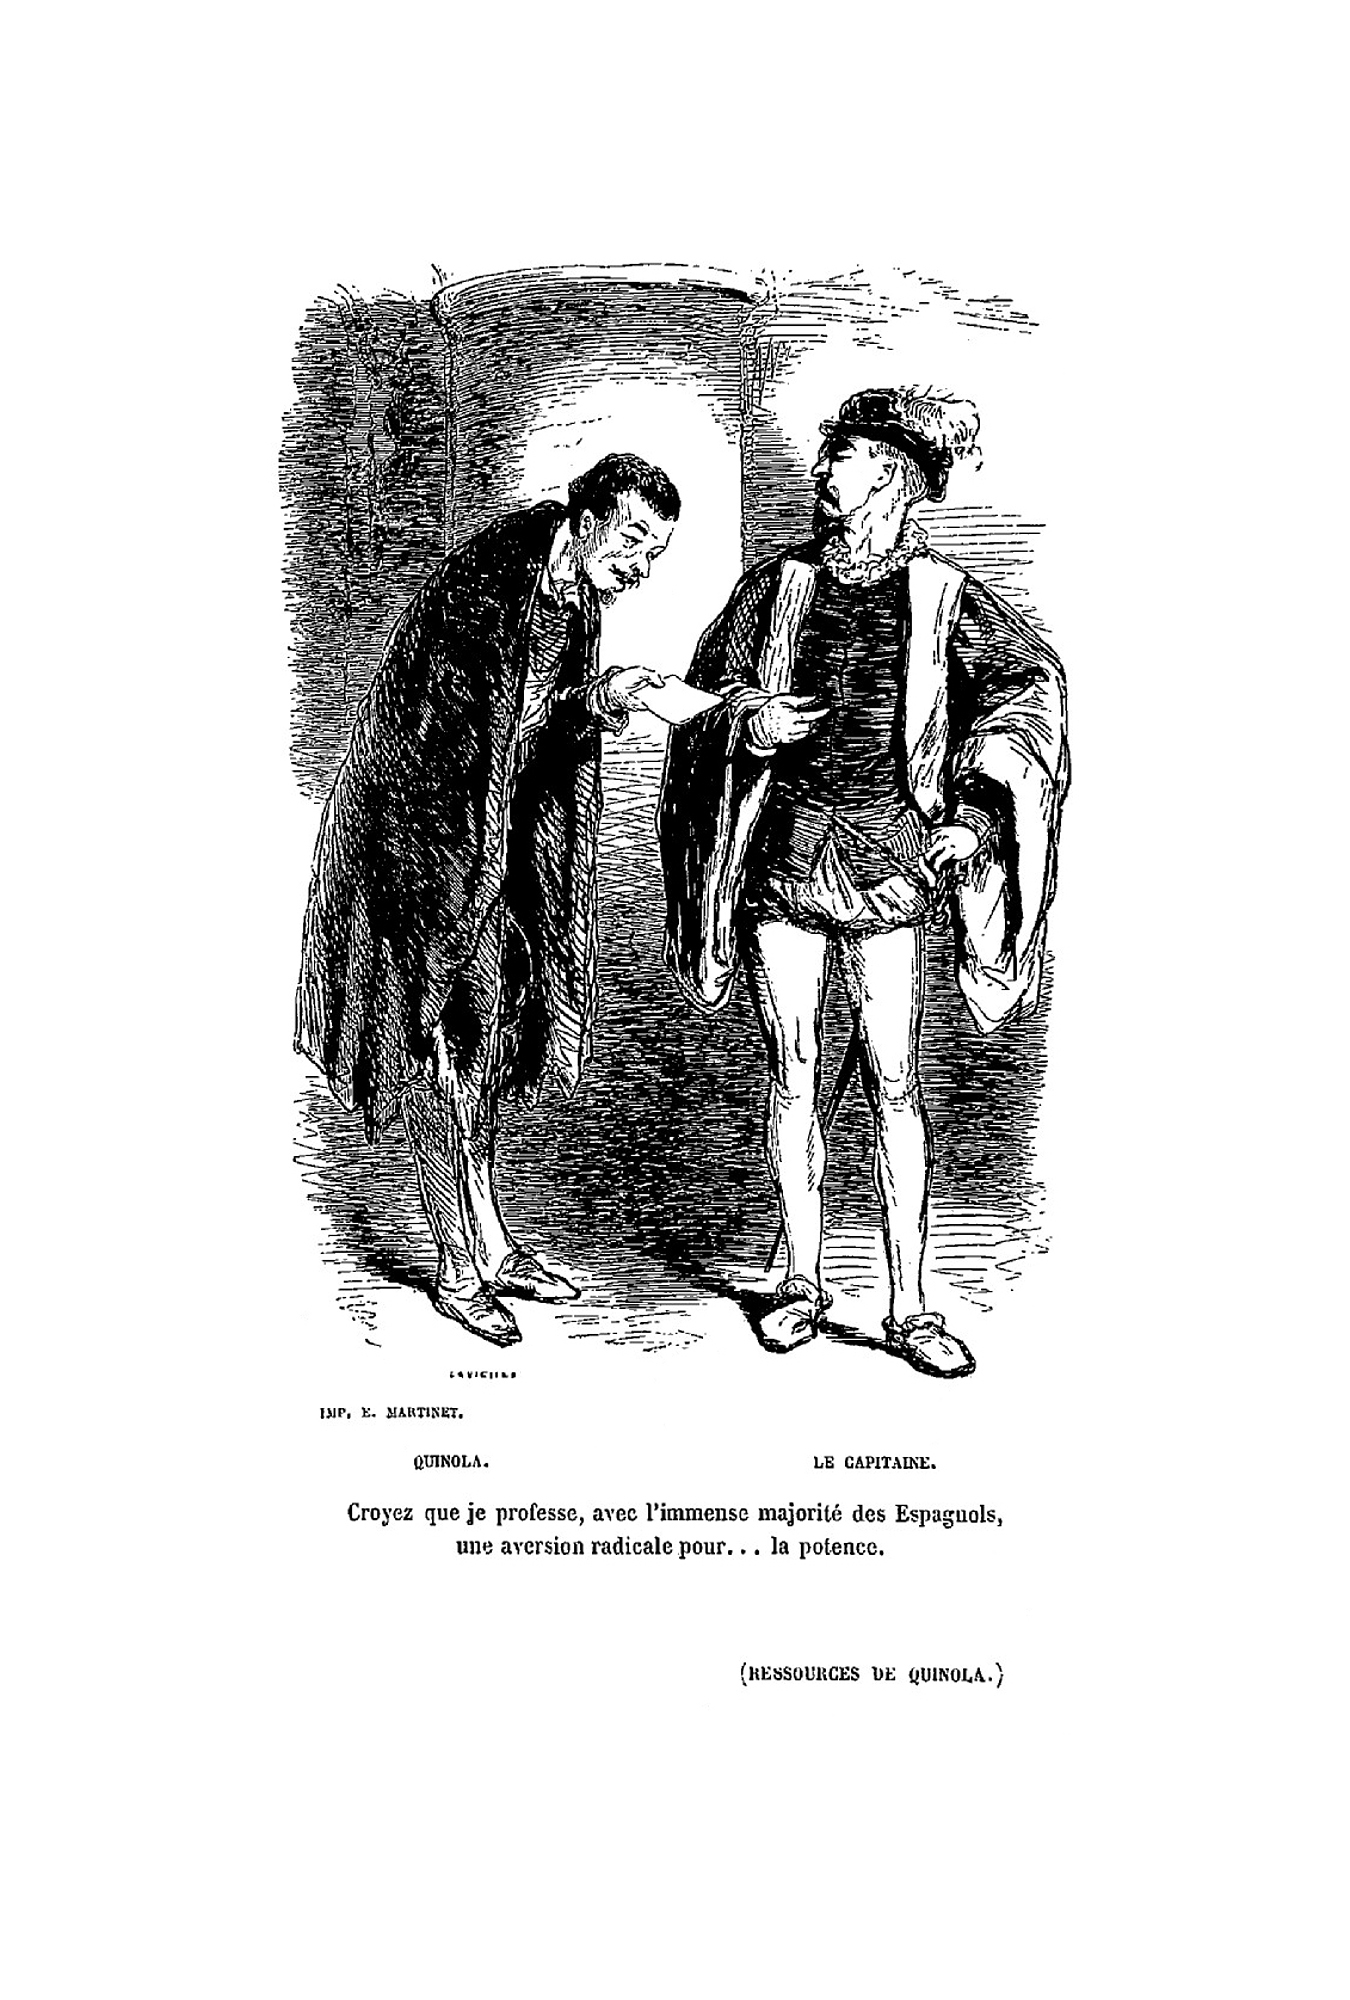 IMP. E. MARTINET.
QUINOLA. LE CAPITAINE.
Croyez que je professe, avec l'immense majorité des Espagnols,
une aversion radicale pour... la potence.
(RESSOURCES DE QUINOLA.)